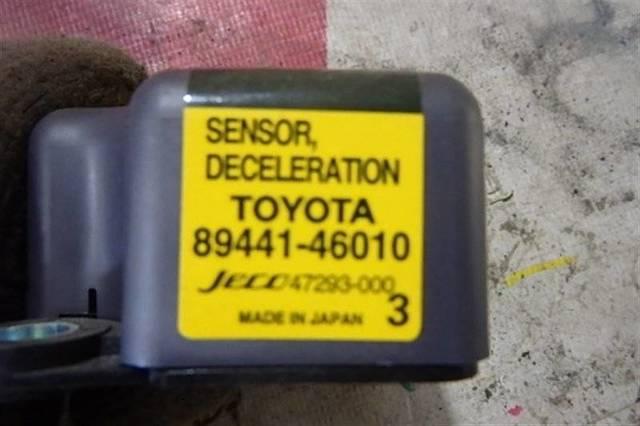 SENSOR,
DECELERATION
TOYOTA
89441-46010
Jeco 47293-000
MADE IN JAPAN 3